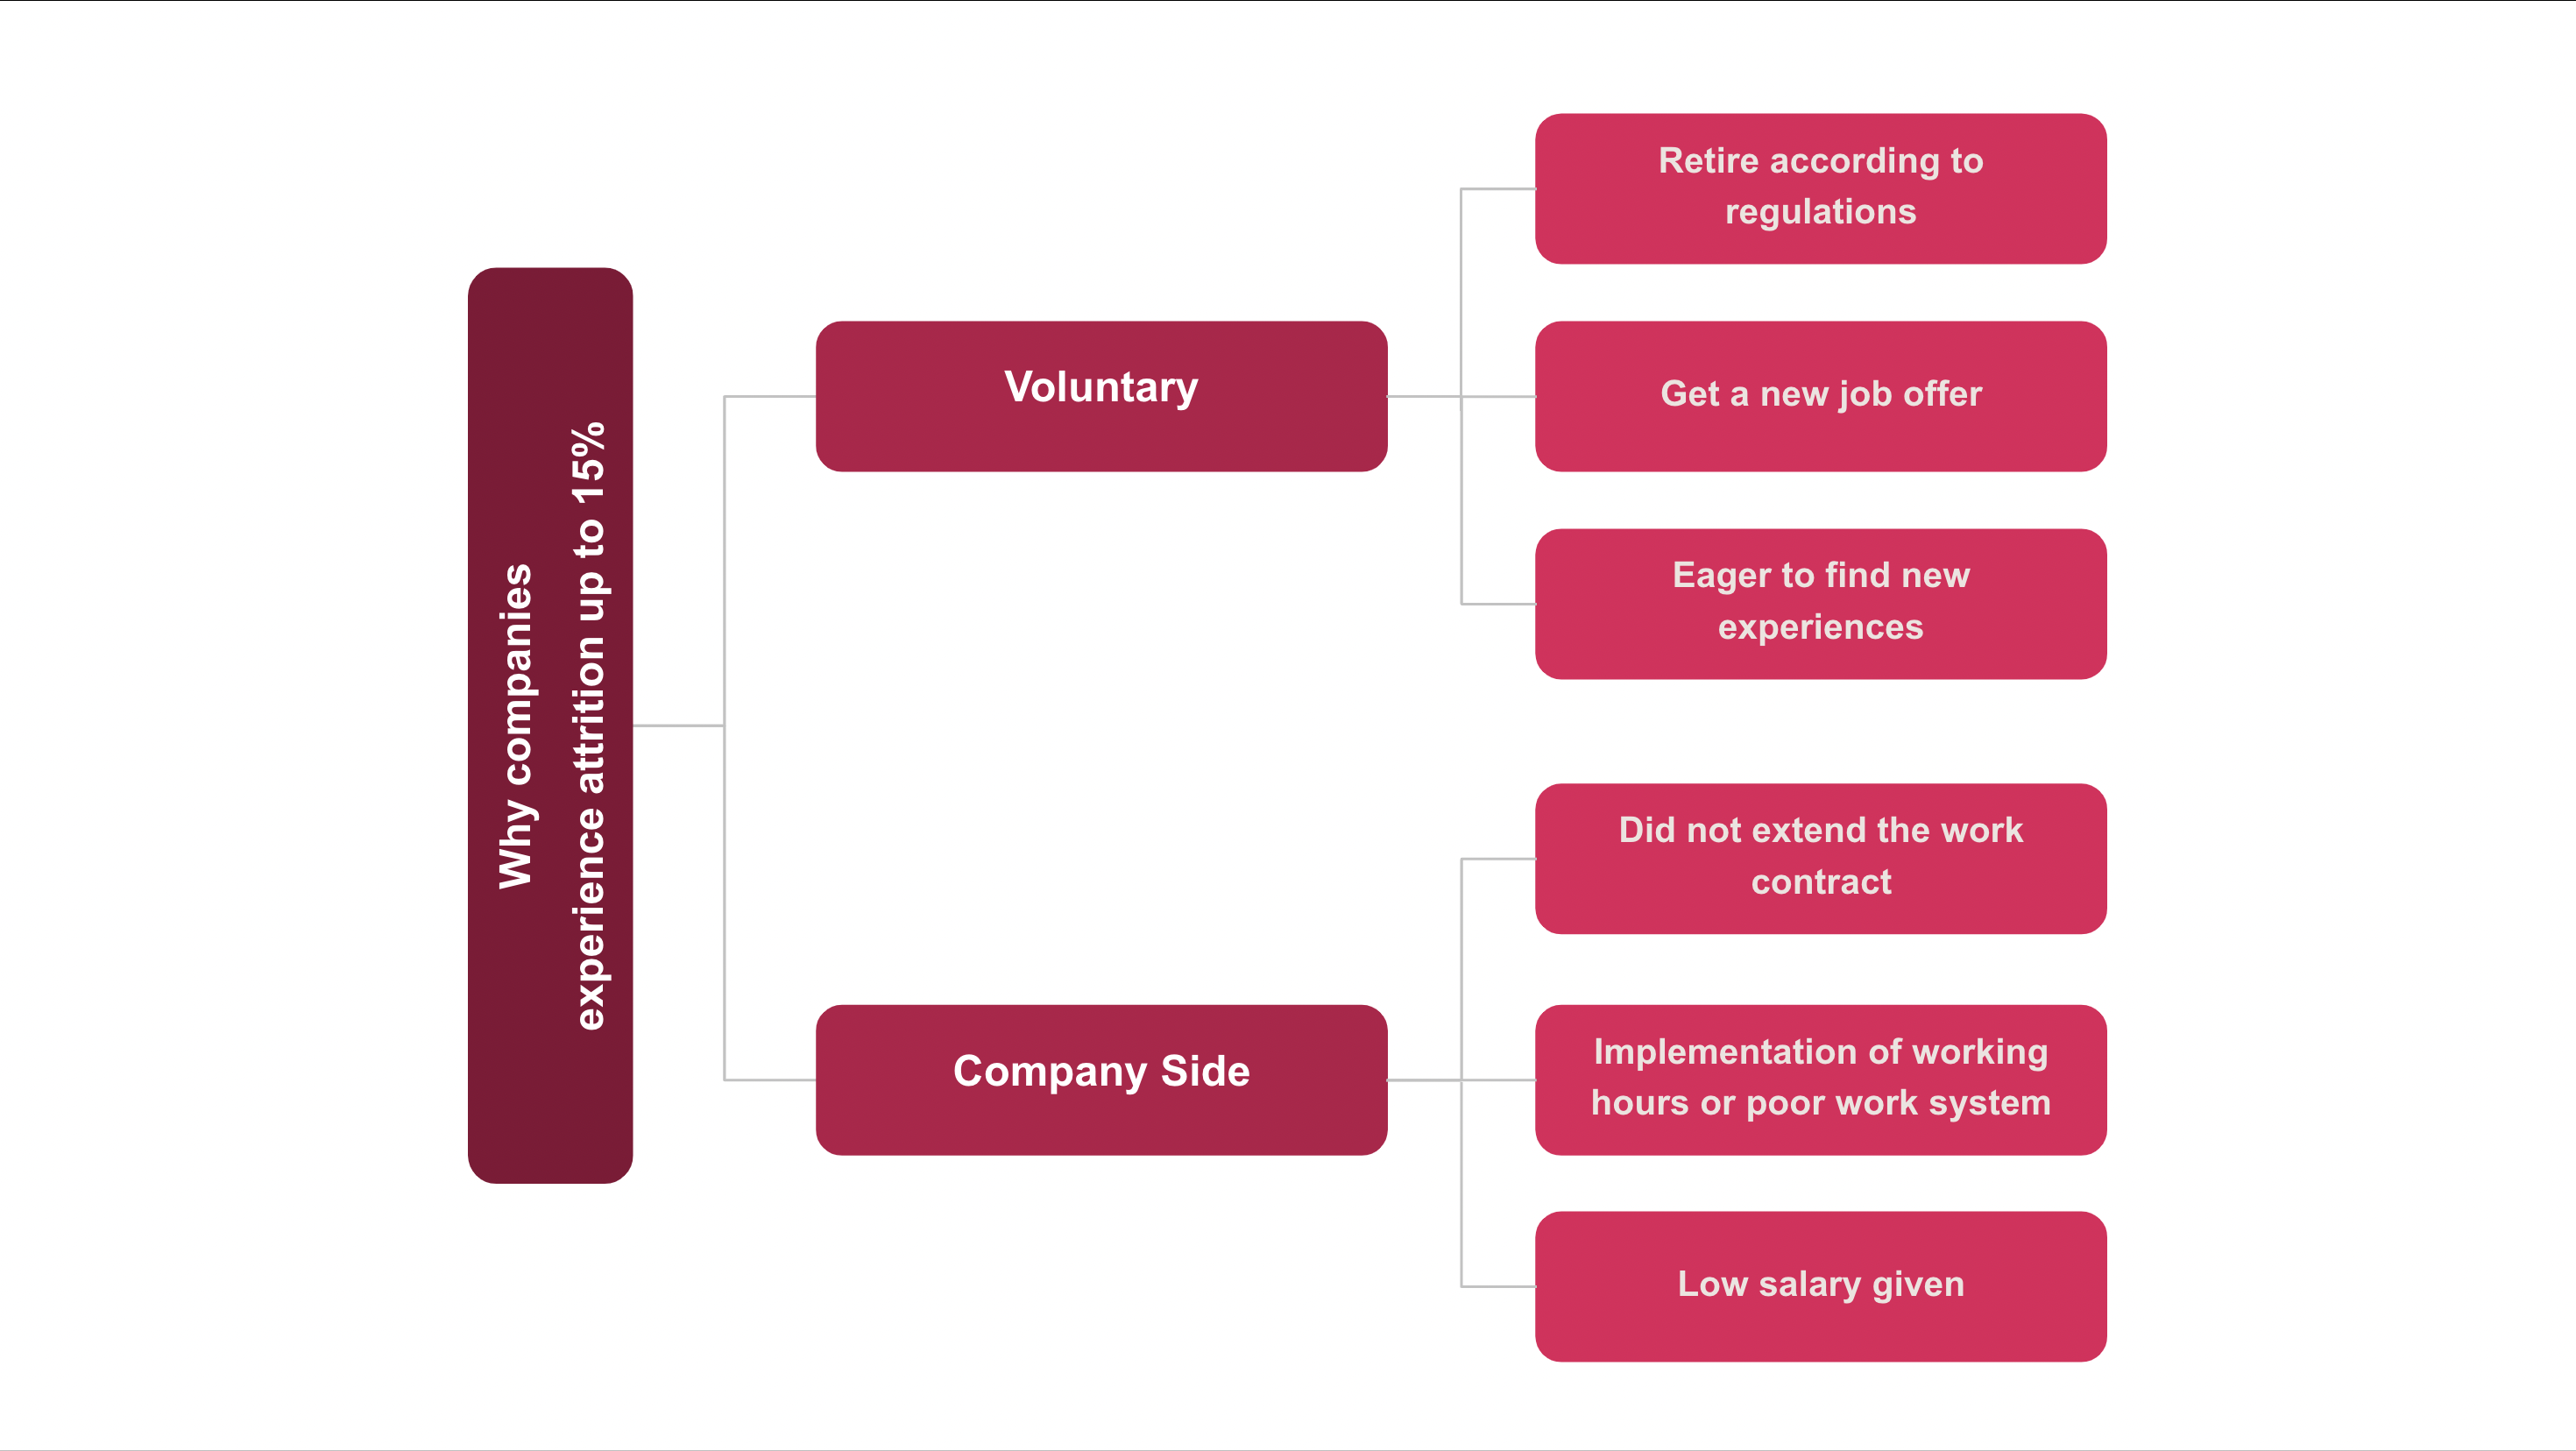 Why companies
experience attrition up to 15%
Voluntary
Retire according to
regulations
Get a new job offer
Eager to find new
experiences
Company Side
Did not extend the work
contract
Implementation of working
hours or poor work system
Low salary given